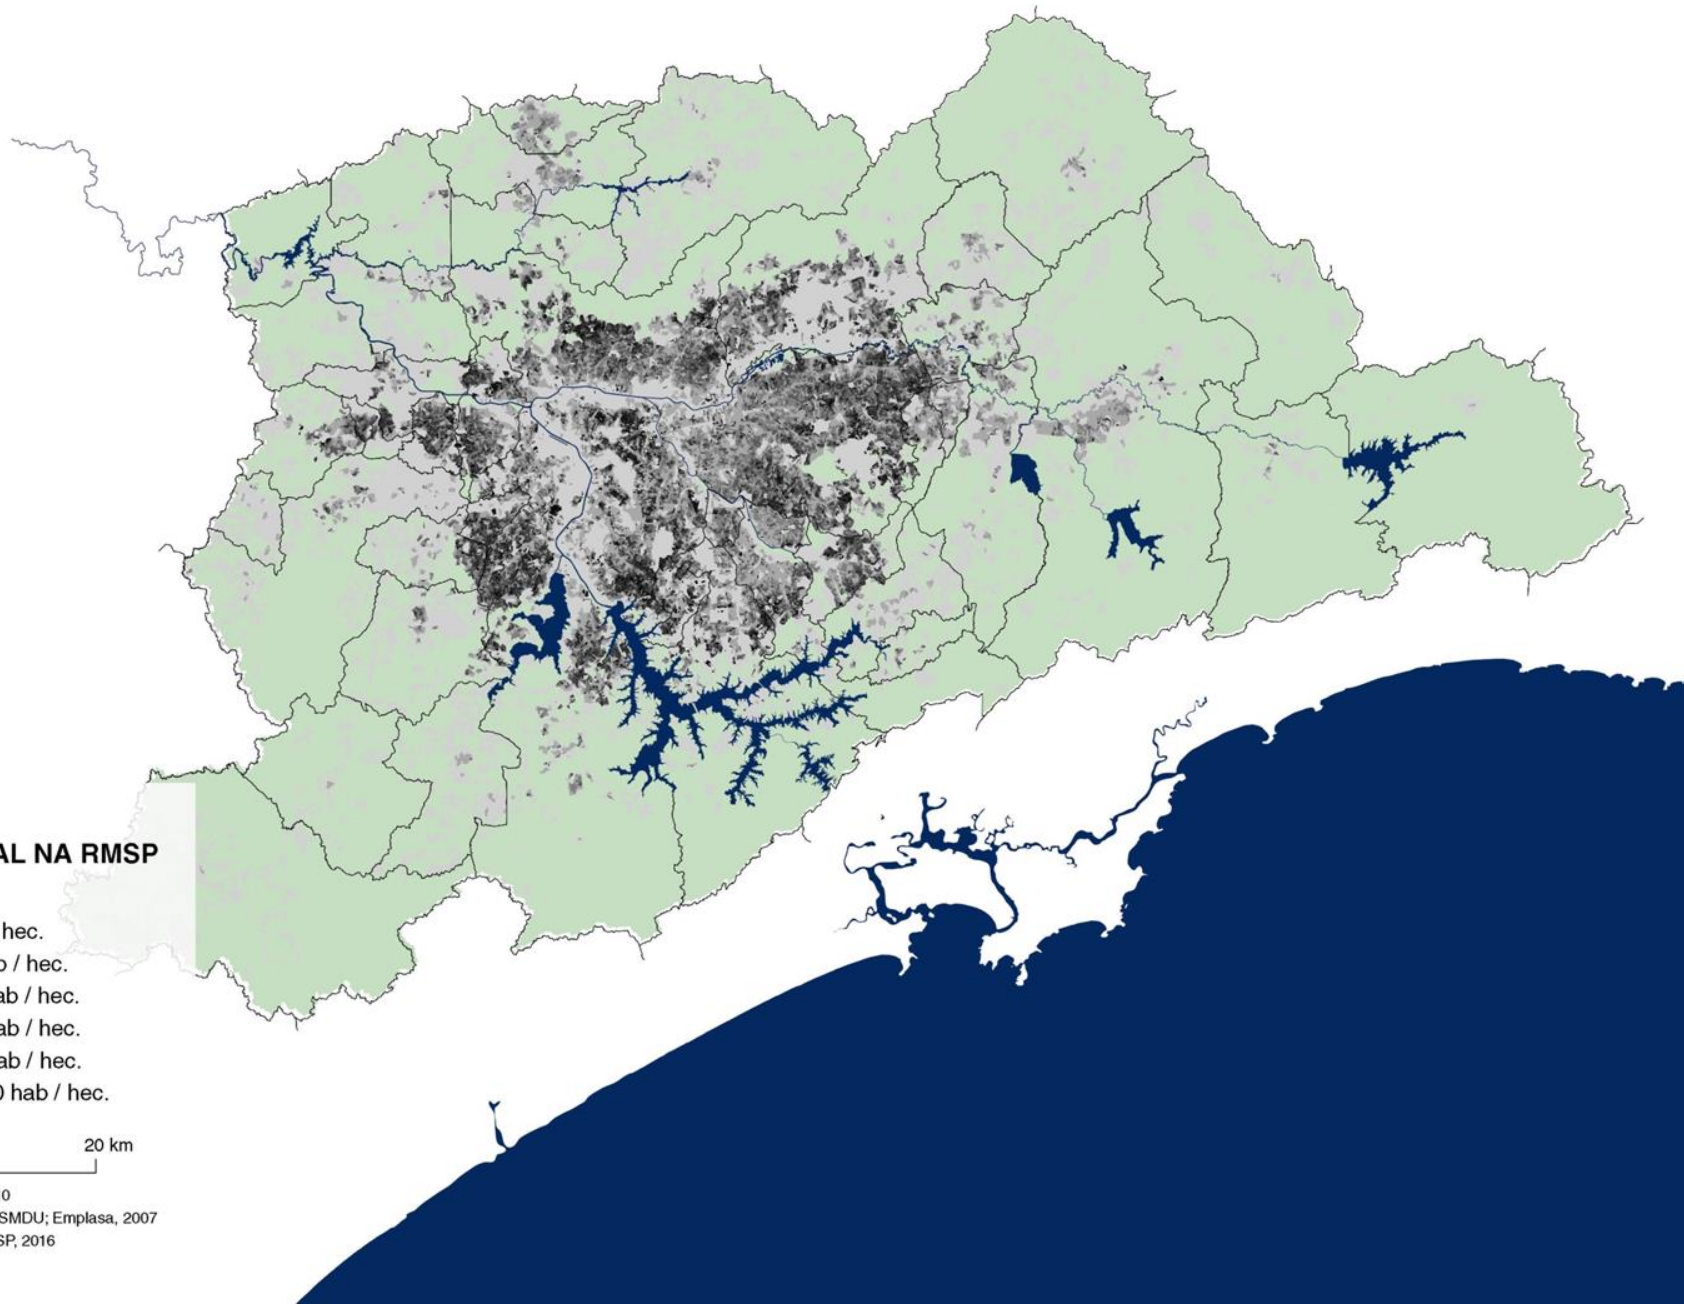 AL NA RMSP
hec.
/ hec.
ab / hec.
ab / hec.
ab / hec.
0 hab / hec.
20 km
0
SMDU; Emplasa, 2007
SP, 2016